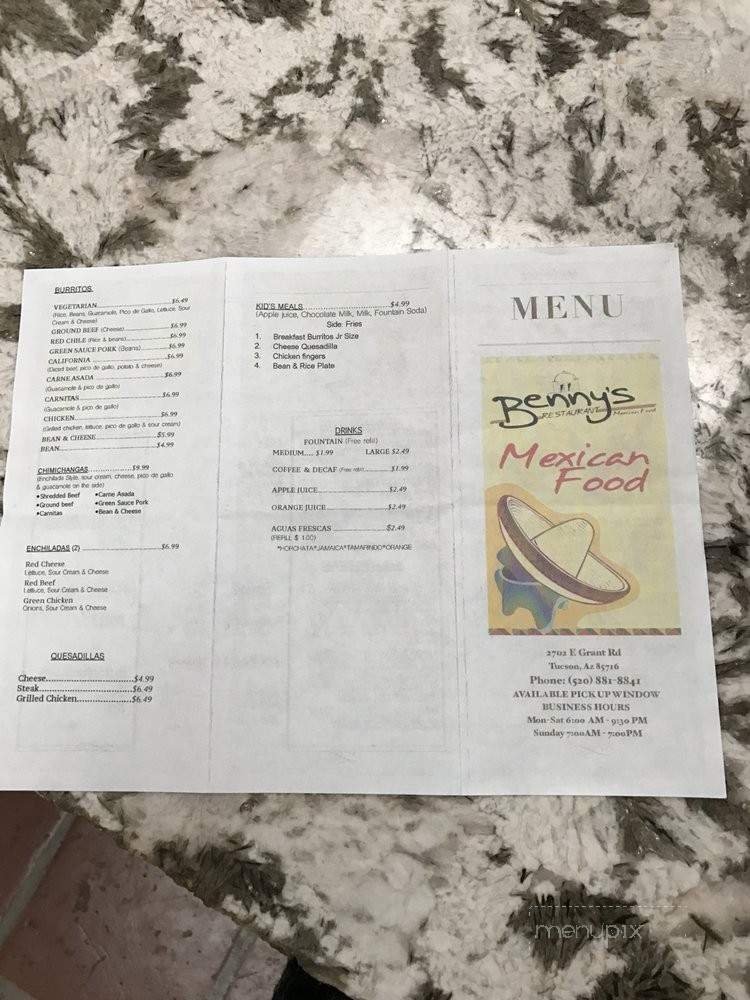 BURRITOS
VEGETARIAN...$6.49
(Rice, Beans, Guacamole, Pico de Gallo, Lettuce, Sour
Cream & Cheese)
GROUND BEEF (Cheese)...$6.99
RED CHILE (Rice & beans)...$6.99
GREEN SAUCE PORK (Beans)...$6.99
CALIFORNIA ...$6.99
(Diced beef, pico de gallo, potato & cheese)
CARNE ASADA ...$6.99
(Guacamole & pico de gallo)
CARNITAS...$6.99
(Guacamole & pico de gallo)
CHICKEN...$6.99
(Grilled chicken, lettuce, pico de gallo & sour cream)
BEAN & CHEESE...$5.99
BEAN...$4.99
CHIMICHANGAS...$9.99
(Enchilada Style, sour cream, cheese, pico de gallo
& guacamole on the side)
•Shredded Beef •Carne Asada
•Ground beef •Green Sauce Pork
•Carnitas •Bean & Cheese
ENCHILADAS (2) ...$6.99
Red Cheese
Lettuce, Sour Cream & Cheese
Red Beef
Lettuce, Sour Cream & Cheese
Green Chicken
Onions, Sour Cream & Cheese
QUESADILLAS
Cheese...$4.99
Steak...$6.49
Grilled Chicken...$6.49
KID'S MEALS...$4.99
(Apple juice, Chocolate Milk, Milk, Fountain Soda)
Side: Fries
1. Breakfast Burritos Jr Size
2. Cheese Quesadilla
3. Chicken fingers
4. Bean & Rice Plate
DRINKS
FOUNTAIN (Free refill)
MEDIUM.... $1.99 LARGE $2.49
COFFEE & DECAF (Free refill)...$1.99
APPLE JUICE...$2.49
ORANGE JUICE...$2.49
AGUAS FRESCAS ...$2.49
(REFILL $ 1.00)
*HORCHATA*JAMAICA*TAMARINDO*ORANGE
MENU
Benny's
RESTAURANT Mexican Food
Mexican
Food
2702 E Grant Rd
Tucson, Az 85716
Phone: (520) 881-8841
AVAILABLE PICK UP WINDOW
BUSINESS HOURS
Mon-Sat 6:00 AM - 9:30 PM
Sunday 7:00AM - 7:00PM
menupix